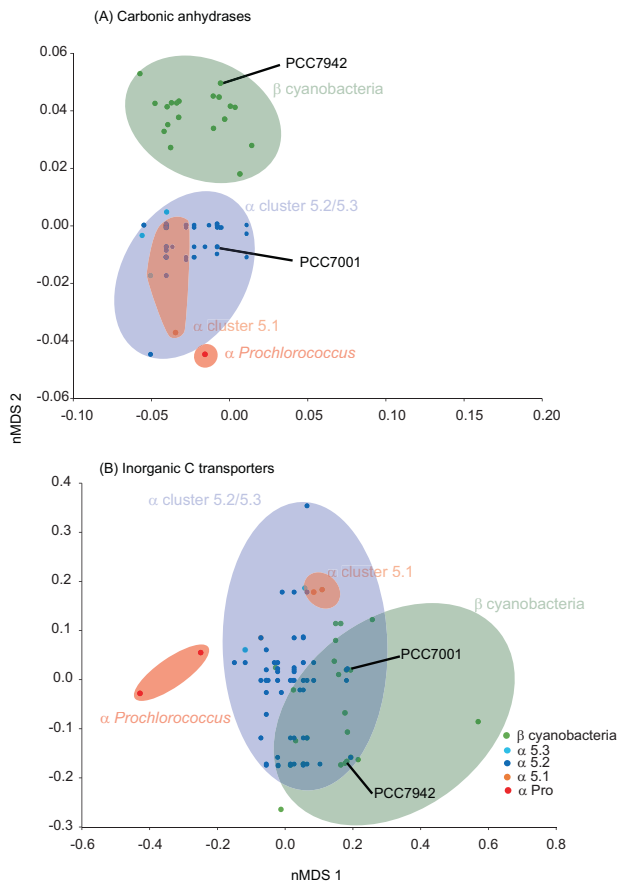 (A) Carbonic anhydrases
0.06
PCC7942
β cyanobacteria
0.04
0.02
α cluster 5.2/5.3
0.00
PCC7001
-0.02
α cluster 5.1
-0.04
α Prochlorococcus
-0.06
-0.10
-0.05
0.00
0.05
0.10
0.15
0.20
nMDS 2
(B) Inorganic C transporters
0.4
α cluster 5.2/5.3
0.3
α cluster 5.1
0.2
β cyanobacteria
0.1
PCC7001
0.0
α Prochlorococcus
-0.1
β cyanobacteria
α 5.3
α 5.2
-0.2
α 5.1
PCC7942
α Pro
-0.3
-0.6
-0.4
-0.2
0.0
0.2
0.4
0.6
0.8
nMDS 1